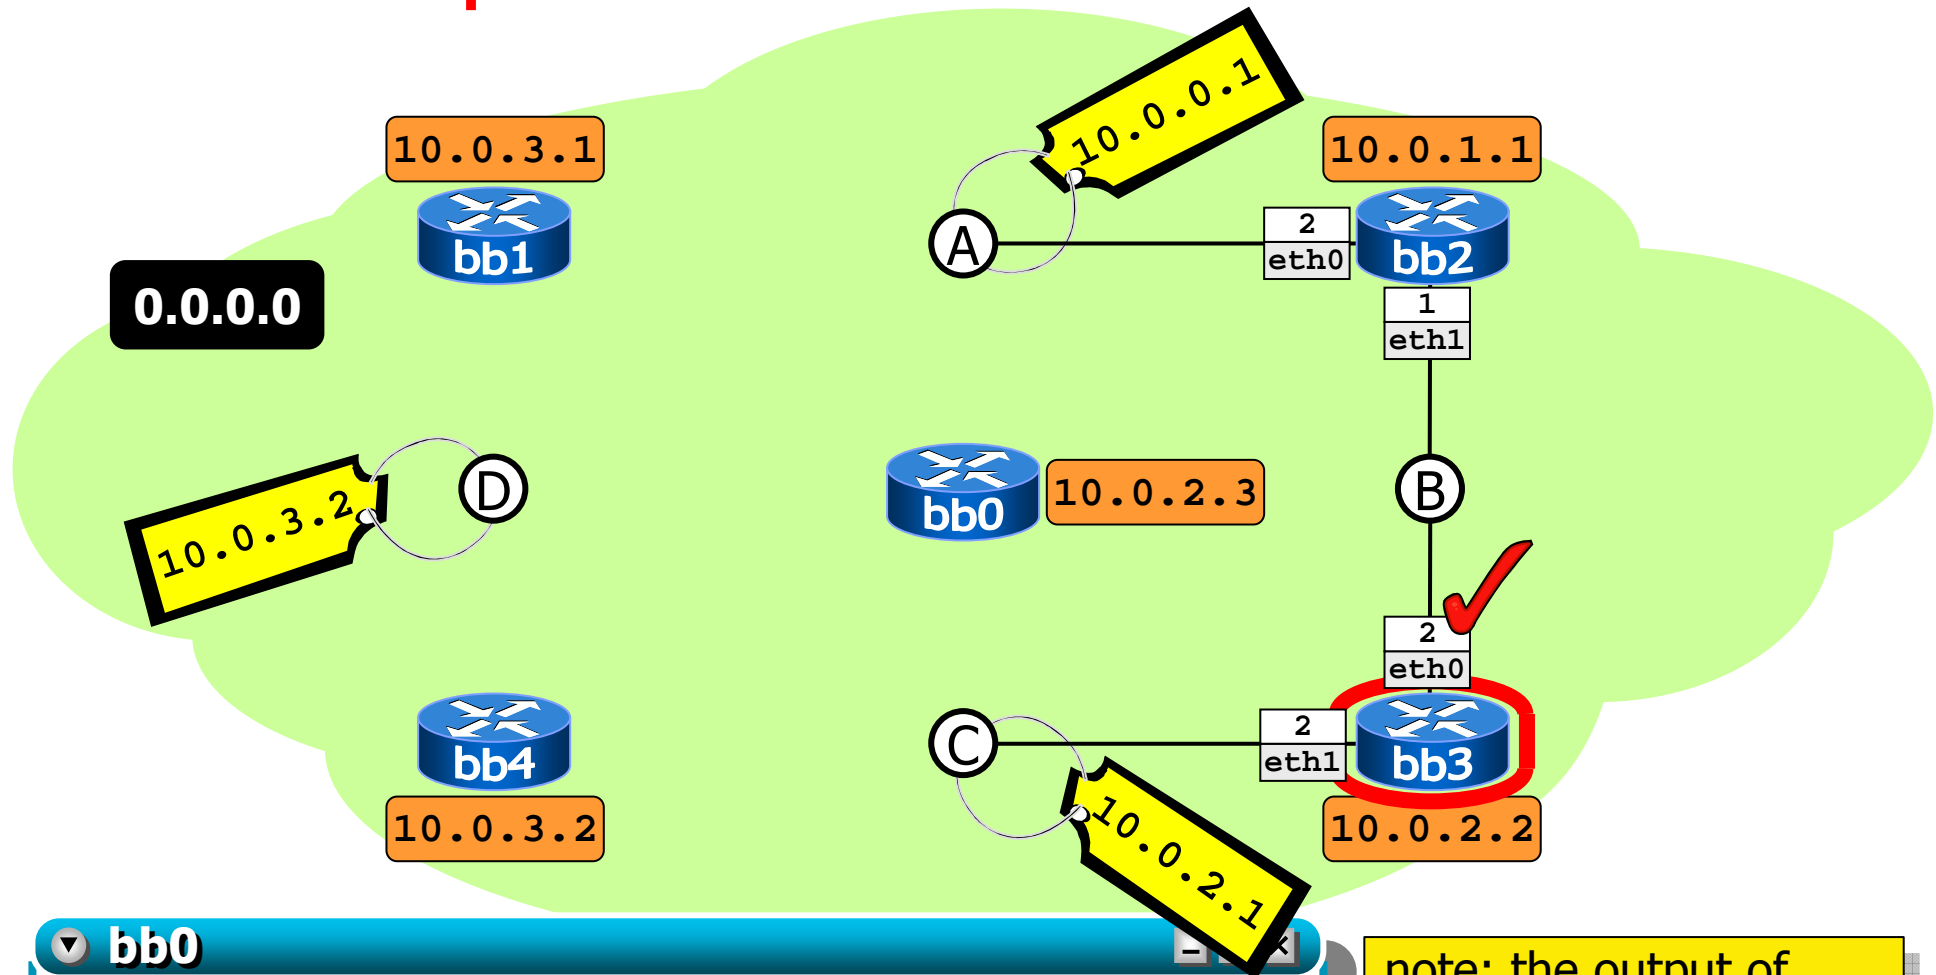 10.0.0.1
10.0.3.1
10.0.1.1
bb1
A
2
eth0
bb2
0.0.0.0
1
eth1
D
10.0.3.2
bb0
10.0.2.3
B
2
eth0
bb4
C
2
eth1
bb3
10.0.3.2
10.0.2.1
10.0.2.2
bb0
note: the output of